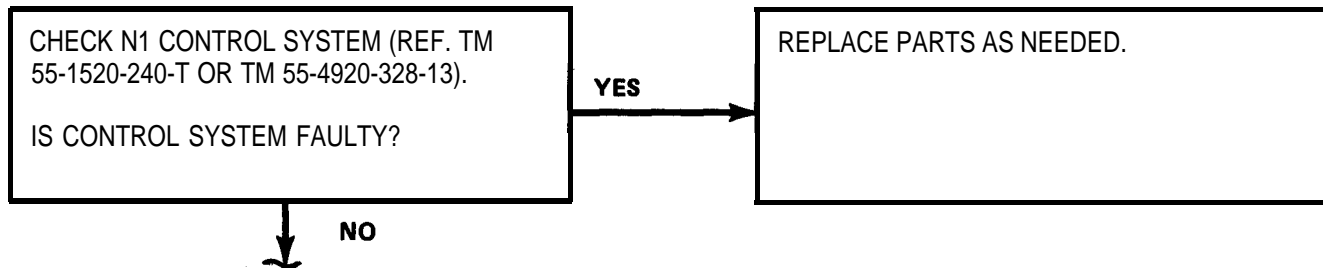 CHECK N1 CONTROL SYSTEM (REF. TM
55-1520-240-T OR TM 55-4920-328-13).
IS CONTROL SYSTEM FAULTY?
YES
REPLACE PARTS AS NEEDED.
NO